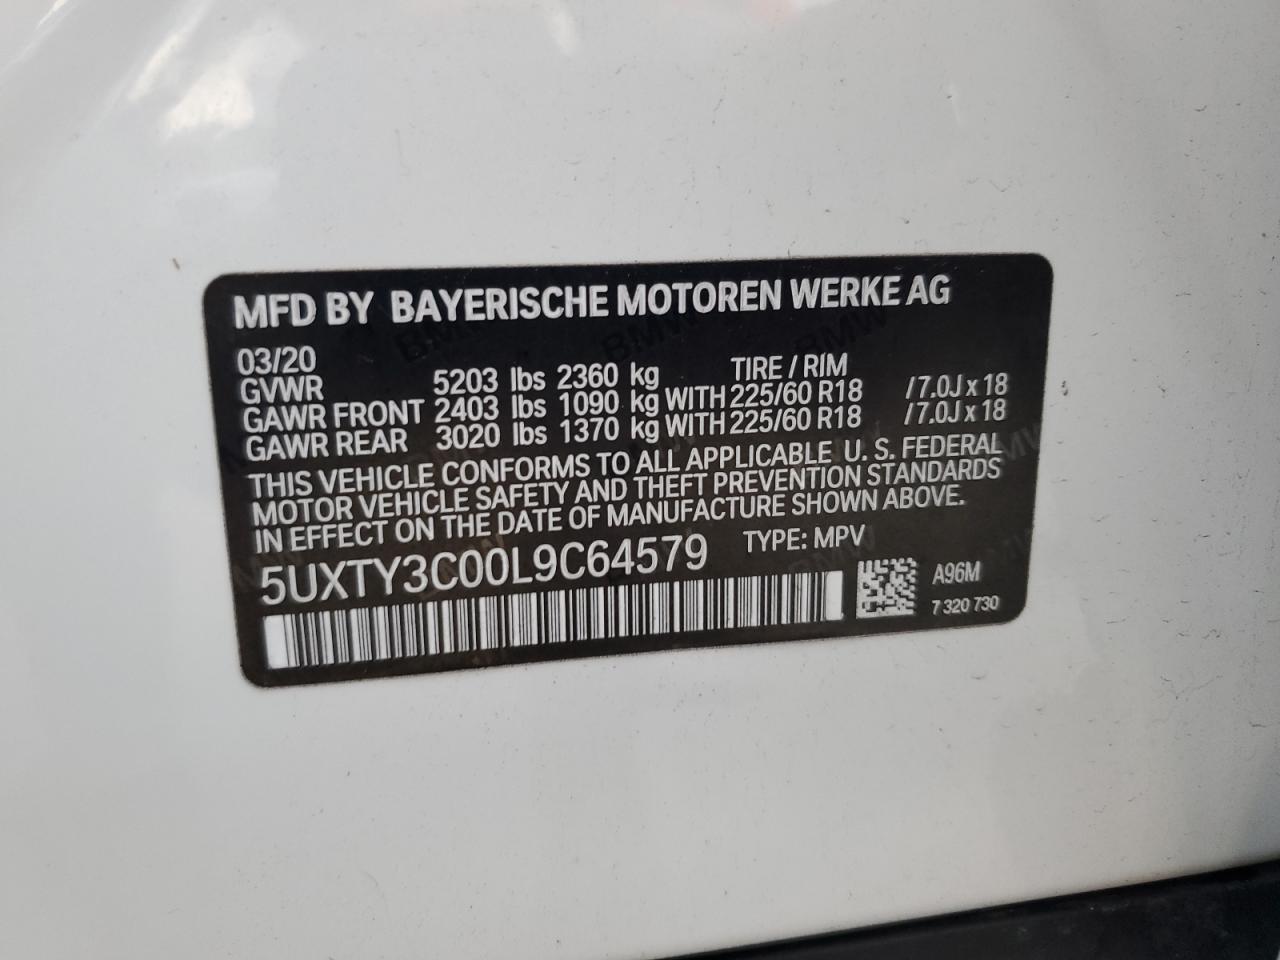 MFD BY BAYERISCHE MOTOREN WERKE AG
03/20 TIRE / RIM
GVWR 5203 lbs 2360 kg
GAWR FRONT 2403 lbs 1090 kg WITH 225/60 R18 / 7.0J x 18
GAWR REAR 3020 lbs 1370 kg WITH 225/60 R18 / 7.0J x 18
THIS VEHICLE CONFORMS TO ALL APPLICABLE U. S. FEDERAL
MOTOR VEHICLE SAFETY AND THEFT PREVENTION STANDARDS
IN EFFECT ON THE DATE OF MANUFACTURE SHOWN ABOVE.
5UXTY3C00L9C64579 TYPE: MPV
A96M
7 320 730